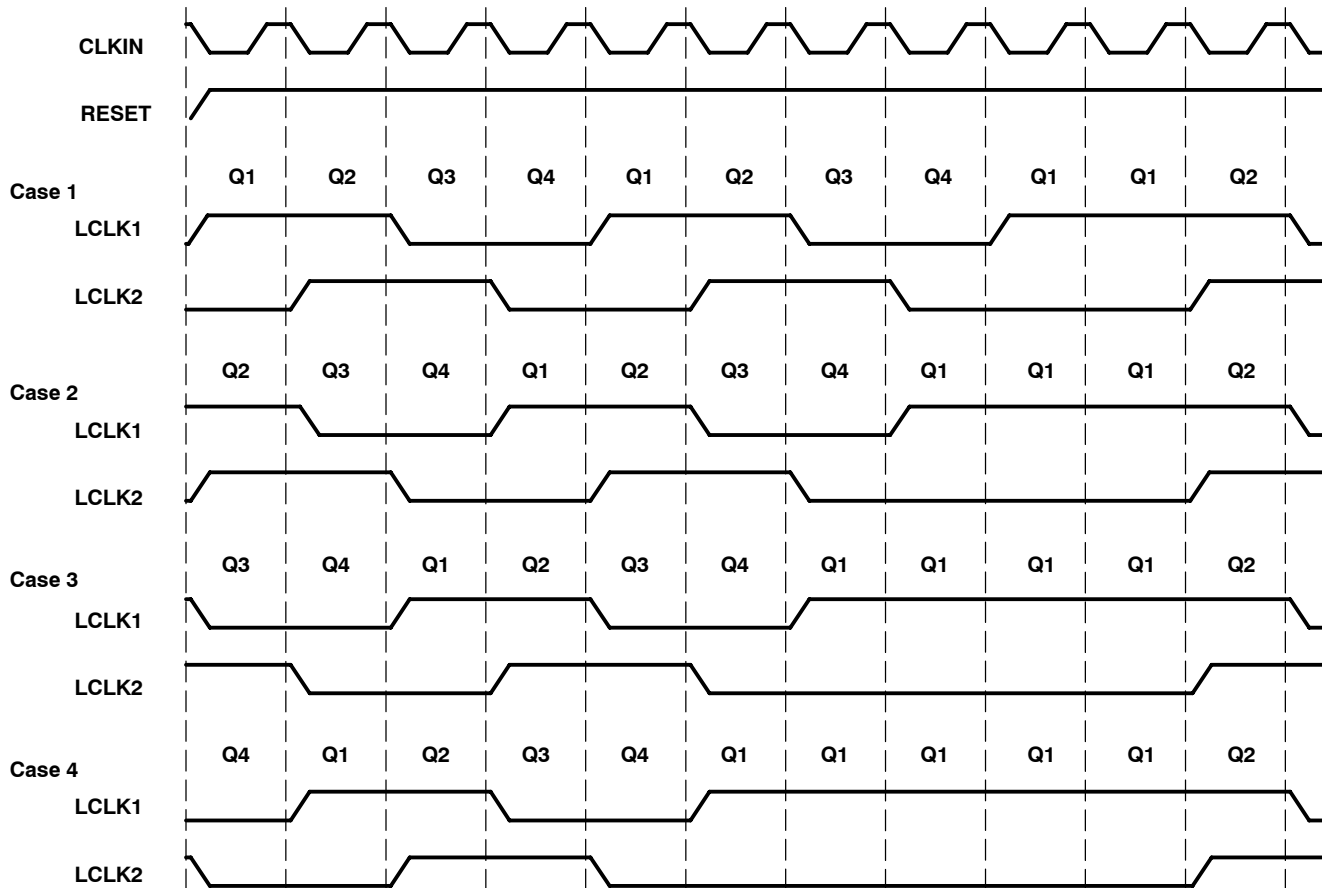 CLKIN
RESET
Case 1
Q1 Q2 Q3 Q4 Q1 Q2 Q3 Q4 Q1 Q1 Q2
LCLK1
LCLK2
Case 2
Q2 Q3 Q4 Q1 Q2 Q3 Q4 Q1 Q1 Q1 Q2
LCLK1
LCLK2
Case 3
Q3 Q4 Q1 Q2 Q3 Q4 Q1 Q1 Q1 Q1 Q2
LCLK1
LCLK2
Case 4
Q4 Q1 Q2 Q3 Q4 Q1 Q1 Q1 Q1 Q1 Q2
LCLK1
LCLK2